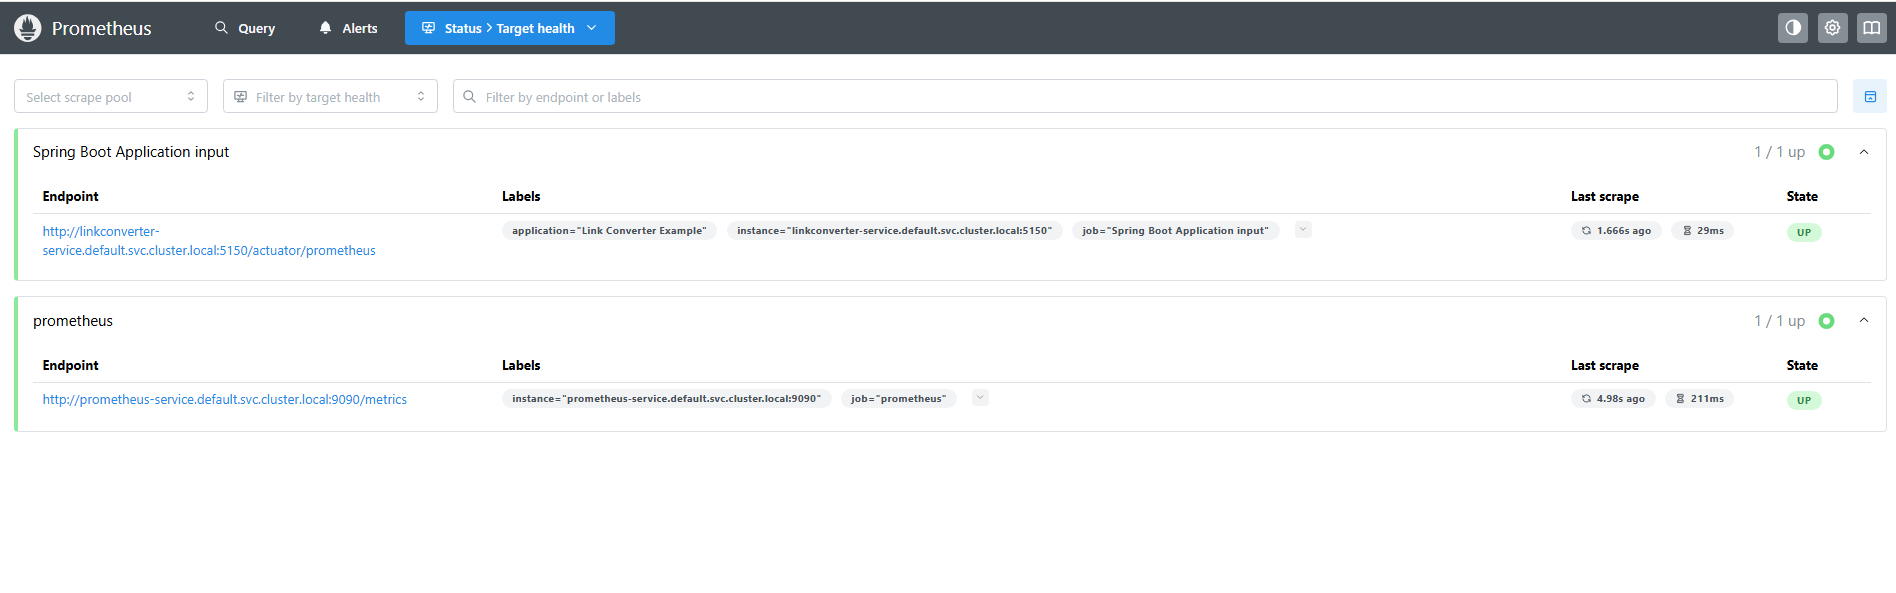 Prometheus Query Alerts Status > Target health
Select scrape pool Filter by target health Filter by endpoint or labels
Spring Boot Application input 1 / 1 up
Endpoint Labels Last scrape State
http://linkconverter-
service.default.svc.cluster.local:5150/actuator/prometheus
application="Link Converter Example" instance="linkconverter-service.default.svc.cluster.local:5150" job="Spring Boot Application input" 1.666s ago 29ms UP
prometheus 1 / 1 up
Endpoint Labels Last scrape State
http://prometheus-service.default.svc.cluster.local:9090/metrics instance="prometheus-service.default.svc.cluster.local:9090" job="prometheus" 4.98s ago 211ms UP